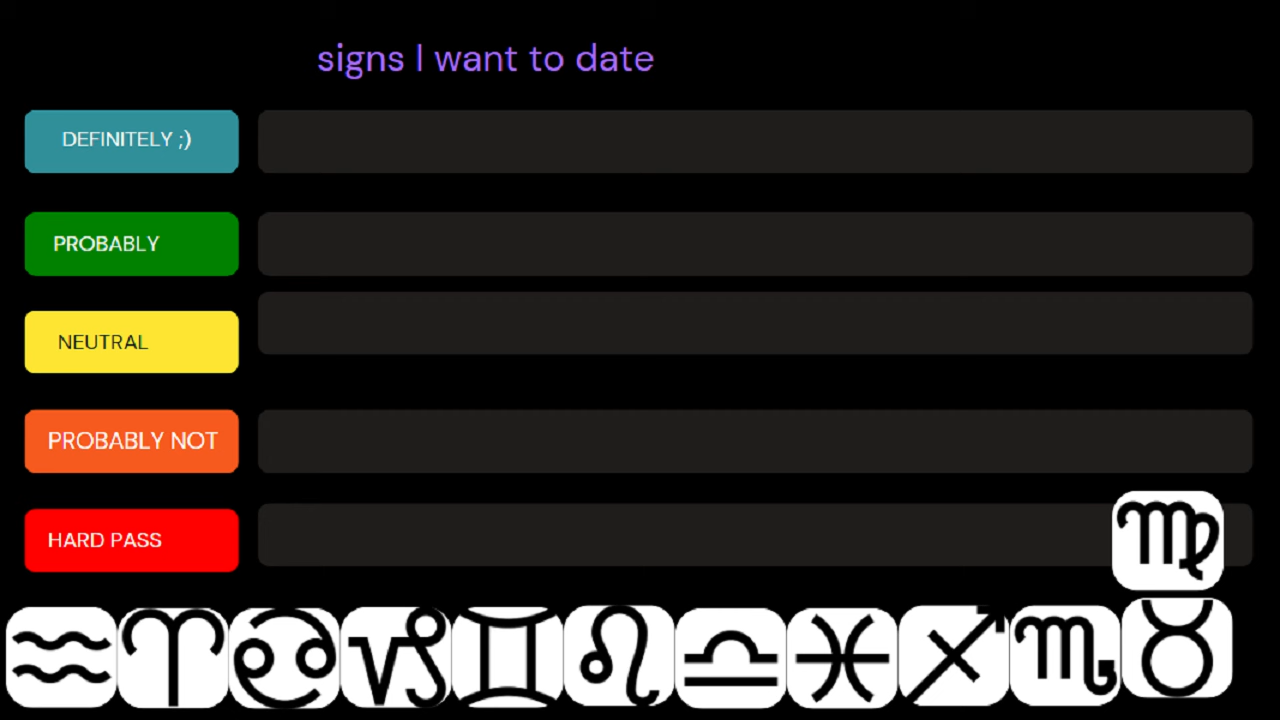 signs I want to date
DEFINITELY ;)
PROBABLY
NEUTRAL
PROBABLY NOT
HARD PASS
♍
♒ ♈ ♋ ♑ ♊ ♌ ♎ ♓ ♐ ♏ ♉